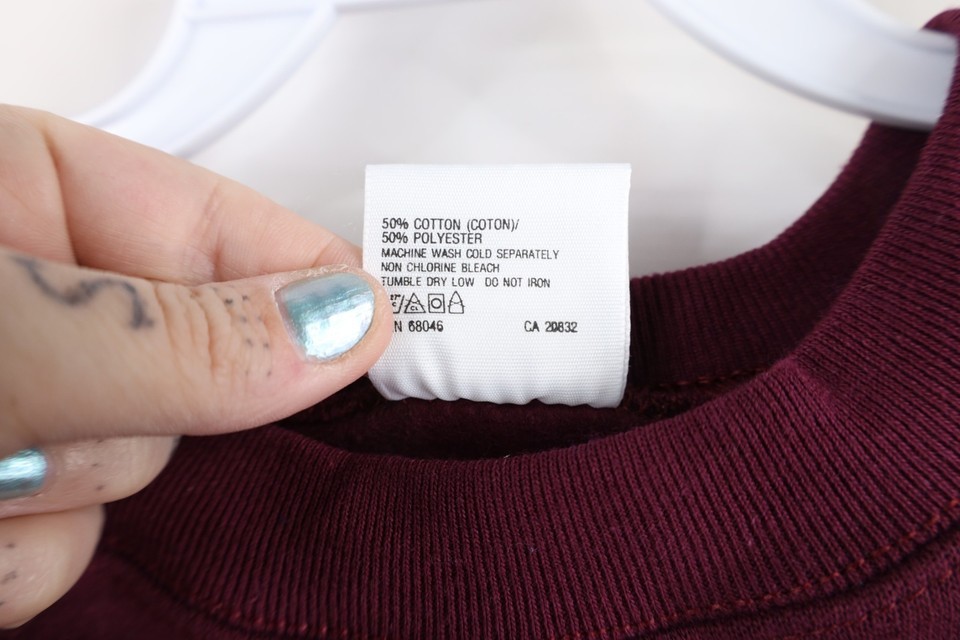 50% COTTON (COTON)/
50% POLYESTER
MACHINE WASH COLD SEPARATELY
NON CHLORINE BLEACH
TUMBLE DRY LOW DO NOT IRON
N 68046 CA 20832